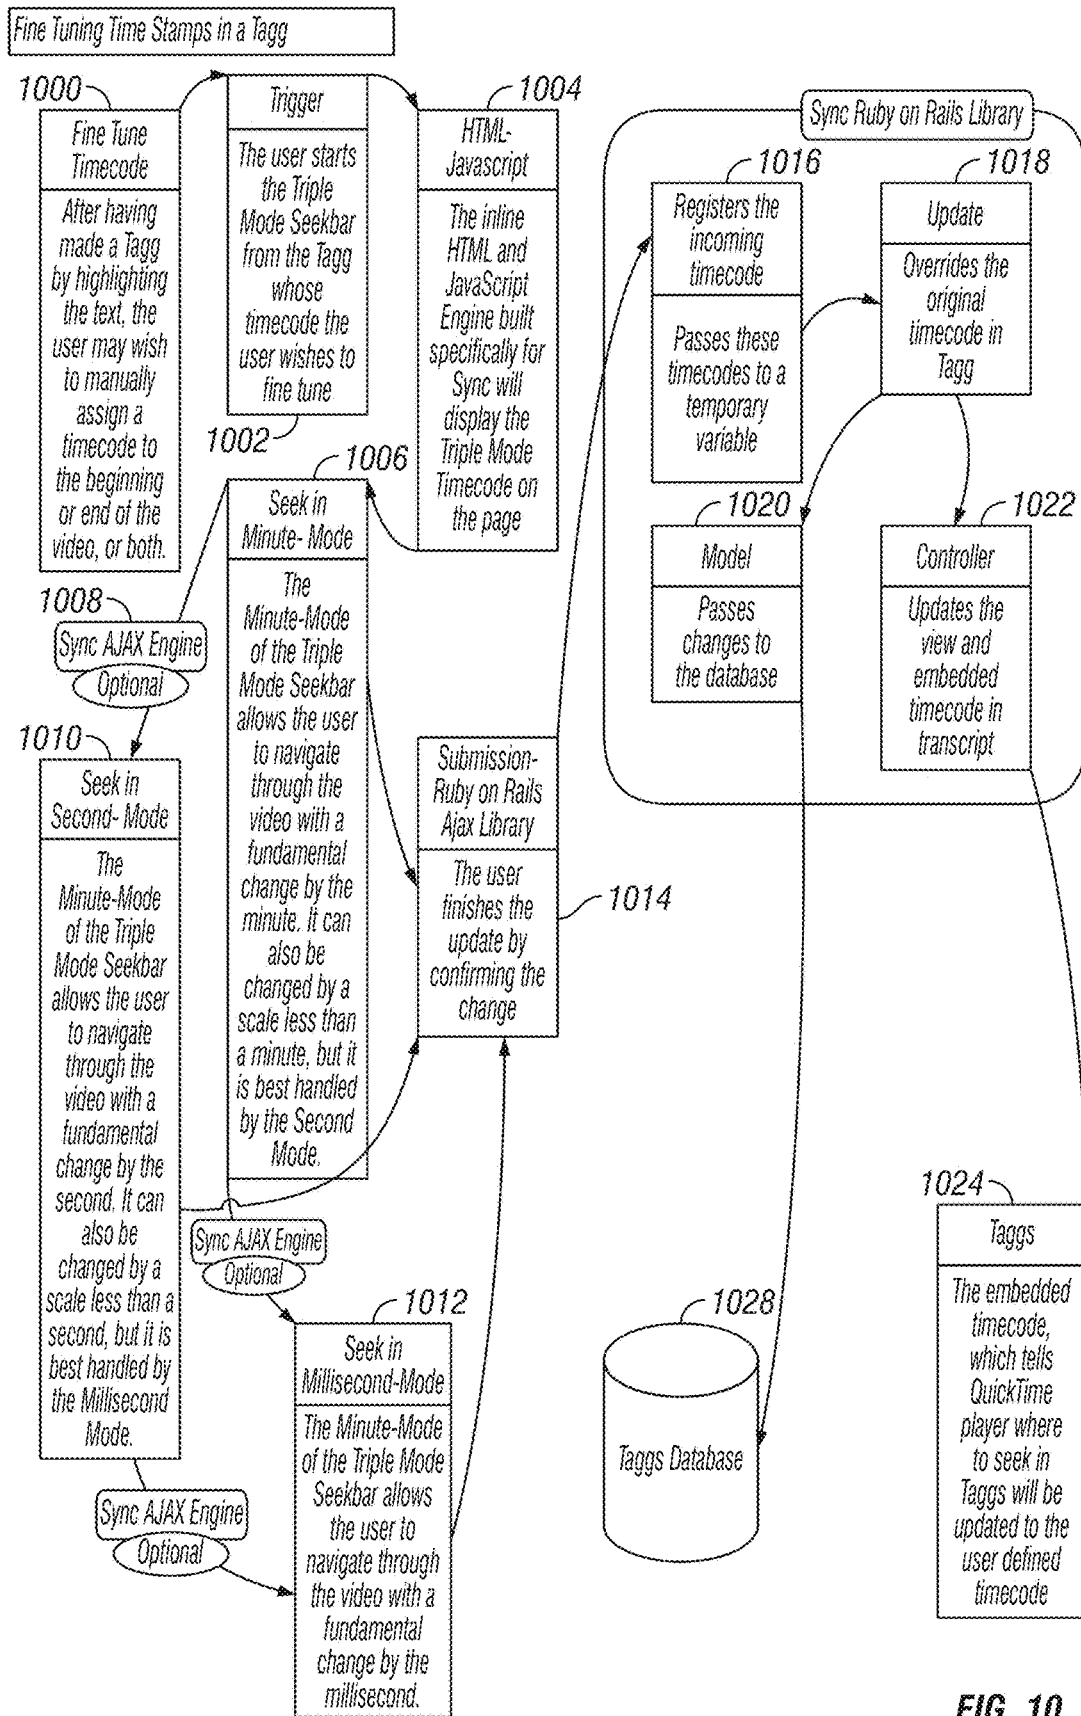 Fine Tuning Time Stamps in a Tagg
1000
Fine Tune
Timecode
After having
made a Tagg
by highlighting
the text, the
user may wish
to manually
assign a
timecode to
the beginning
or end of the
video, or both.
Trigger
The user starts
the Triple
Mode Seekbar
from the Tagg
whose
timecode the
user wishes to
fine tune
1002
1004
HTML-
Javascript
The inline
HTML and
JavaScript
Engine built
specifically for
Sync will
display the
Triple Mode
Timecode on
the page
1006
Seek in
Minute- Mode
The
Minute-Mode
of the Triple
Mode Seekbar
allows the user
to navigate
through the
video with a
fundamental
change by the
minute. It can
also be
changed by a
scale less than
a minute, but it
is best handled
by the Second
Mode.
1008
Sync AJAX Engine
Optional
1010
Seek in
Second- Mode
The
Minute-Mode
of the Triple
Mode Seekbar
allows the user
to navigate
through the
video with a
fundamental
change by the
second. It can
also be
changed by a
scale less than a
second, but it is
best handled by
the Millisecond
Mode.
Sync AJAX Engine
Optional
Sync AJAX Engine
Optional
1012
Seek in
Millisecond-Mode
The Minute-Mode
of the Triple Mode
Seekbar allows
the user to
navigate through
the video with a
fundamental
change by the
millisecond.
Submission-
Ruby on Rails
Ajax Library
The user
finishes the
update by
confirming the
change
1014
Sync Ruby on Rails Library
1016
Registers the
incoming
timecode
Passes these
timecodes to a
temporary
variable
1018
Update
Overrides the
original
timecode in
Tagg
1020
Model
Passes
changes to
the database
1022
Controller
Updates the
view and
embedded
timecode in
transcript
1024
Taggs
The embedded
timecode,
which tells
QuickTime
player where
to seek in
Taggs will be
updated to the
user defined
timecode
1028
Taggs Database
FIG. 10